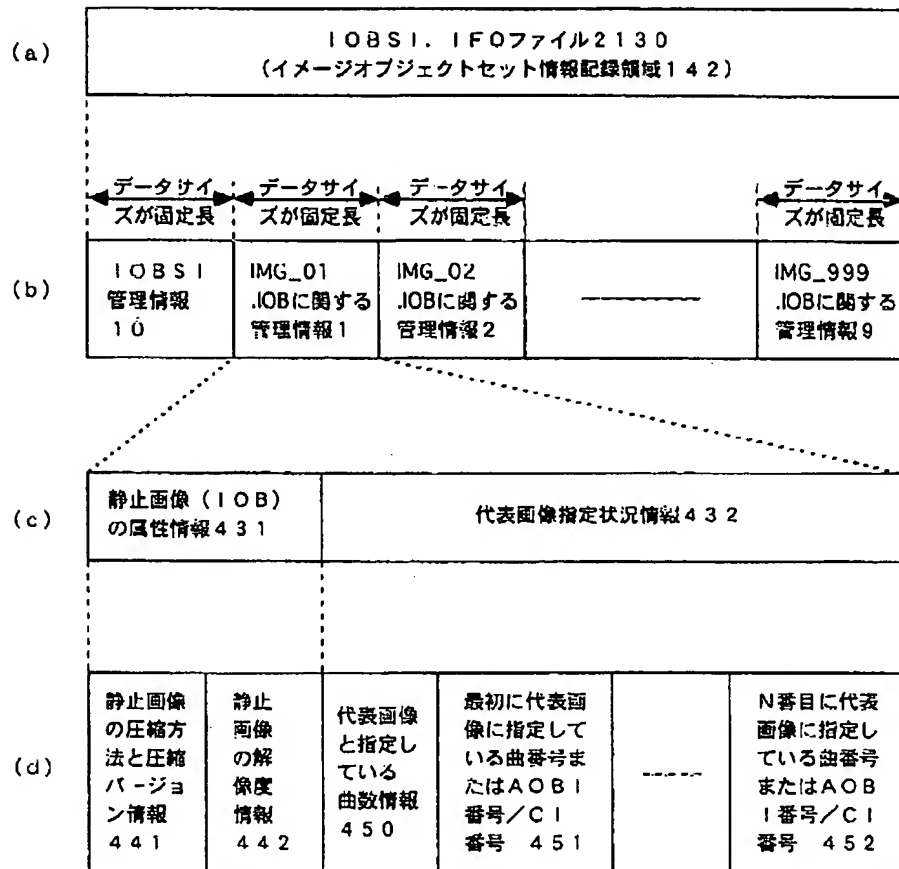 (a)
IOBSI．IFOファイル2130
(イメージオブジェクトセット情報記録領域142)
データサイ
ズが固定長
データサイ
ズが固定長
データサイ
ズが固定長
データサイ
ズが固定長
(b)
IOBSI
管理情報
10
IMG_01
.IOBに関する
管理情報1
IMG_02
.IOBに関する
管理情報2
IMG_999
.IOBに関する
管理情報9
(c)
静止画像(IOB)
の属性情報431
代表画像指定状況情報432
(d)
静止画像
の圧縮方
法と圧縮
バージョ
ン情報
441
静止
画像
の解
像度
情報
442
代表画像
と指定し
ている
曲数情報
450
最初に代表画
像に指定して
いる曲番号ま
たはAOBI
番号／CI
番号 451
N番目に代表
画像に指定し
ている曲番号
またはAOB
I番号／CI
番号 452